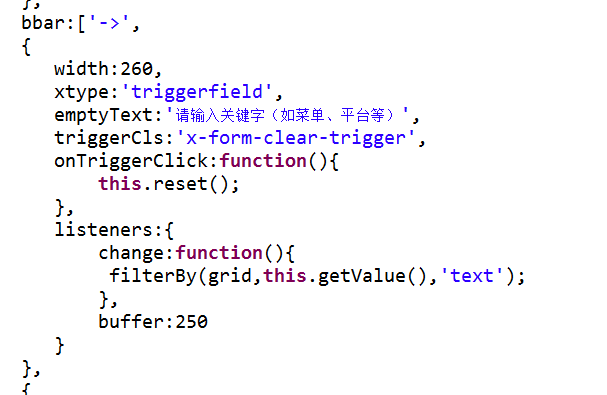 },
bbar:['->',
{
width:260,
xtype:'triggerfield',
emptyText:'请输入关键字（如菜单、平台等）',
triggerCls:'x-form-clear-trigger',
onTriggerClick:function(){
this.reset();
},
listeners:{
change:function(){
filterBy(grid,this.getValue(),'text');
},
buffer:250
}
},
{